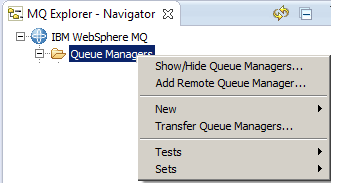 MQ Explorer - Navigator
IBM WebSphere MQ
Queue Managers
Show/Hide Queue Managers...
Add Remote Queue Manager...
New
Transfer Queue Managers...
Tests
Sets